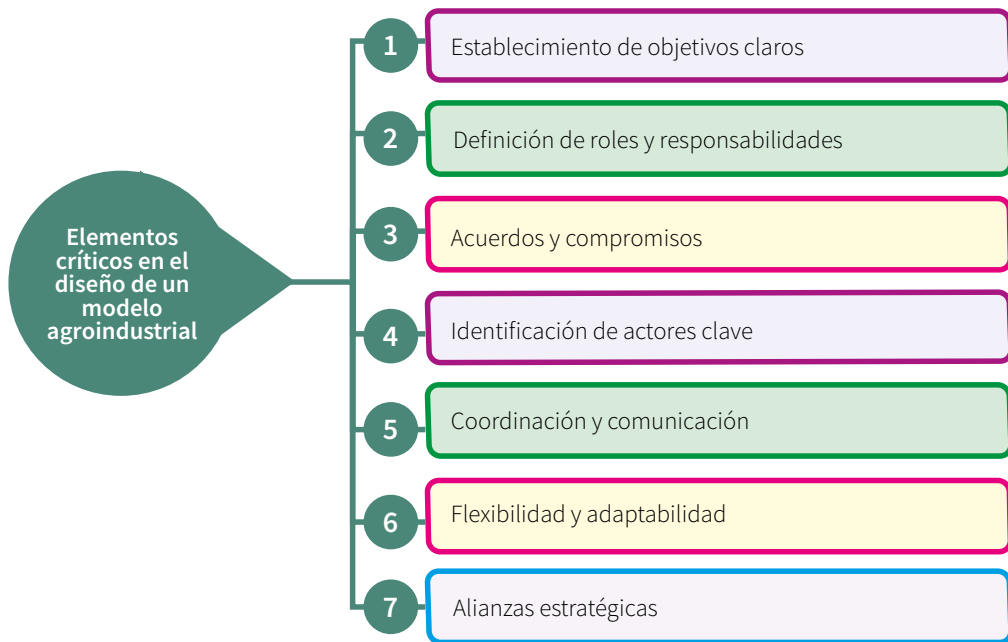 Elementos
críticos en el
diseño de un
modelo
agroindustrial
1
Establecimiento de objetivos claros
2
Definición de roles y responsabilidades
3
Acuerdos y compromisos
4
Identificación de actores clave
5
Coordinación y comunicación
6
Flexibilidad y adaptabilidad
7
Alianzas estratégicas